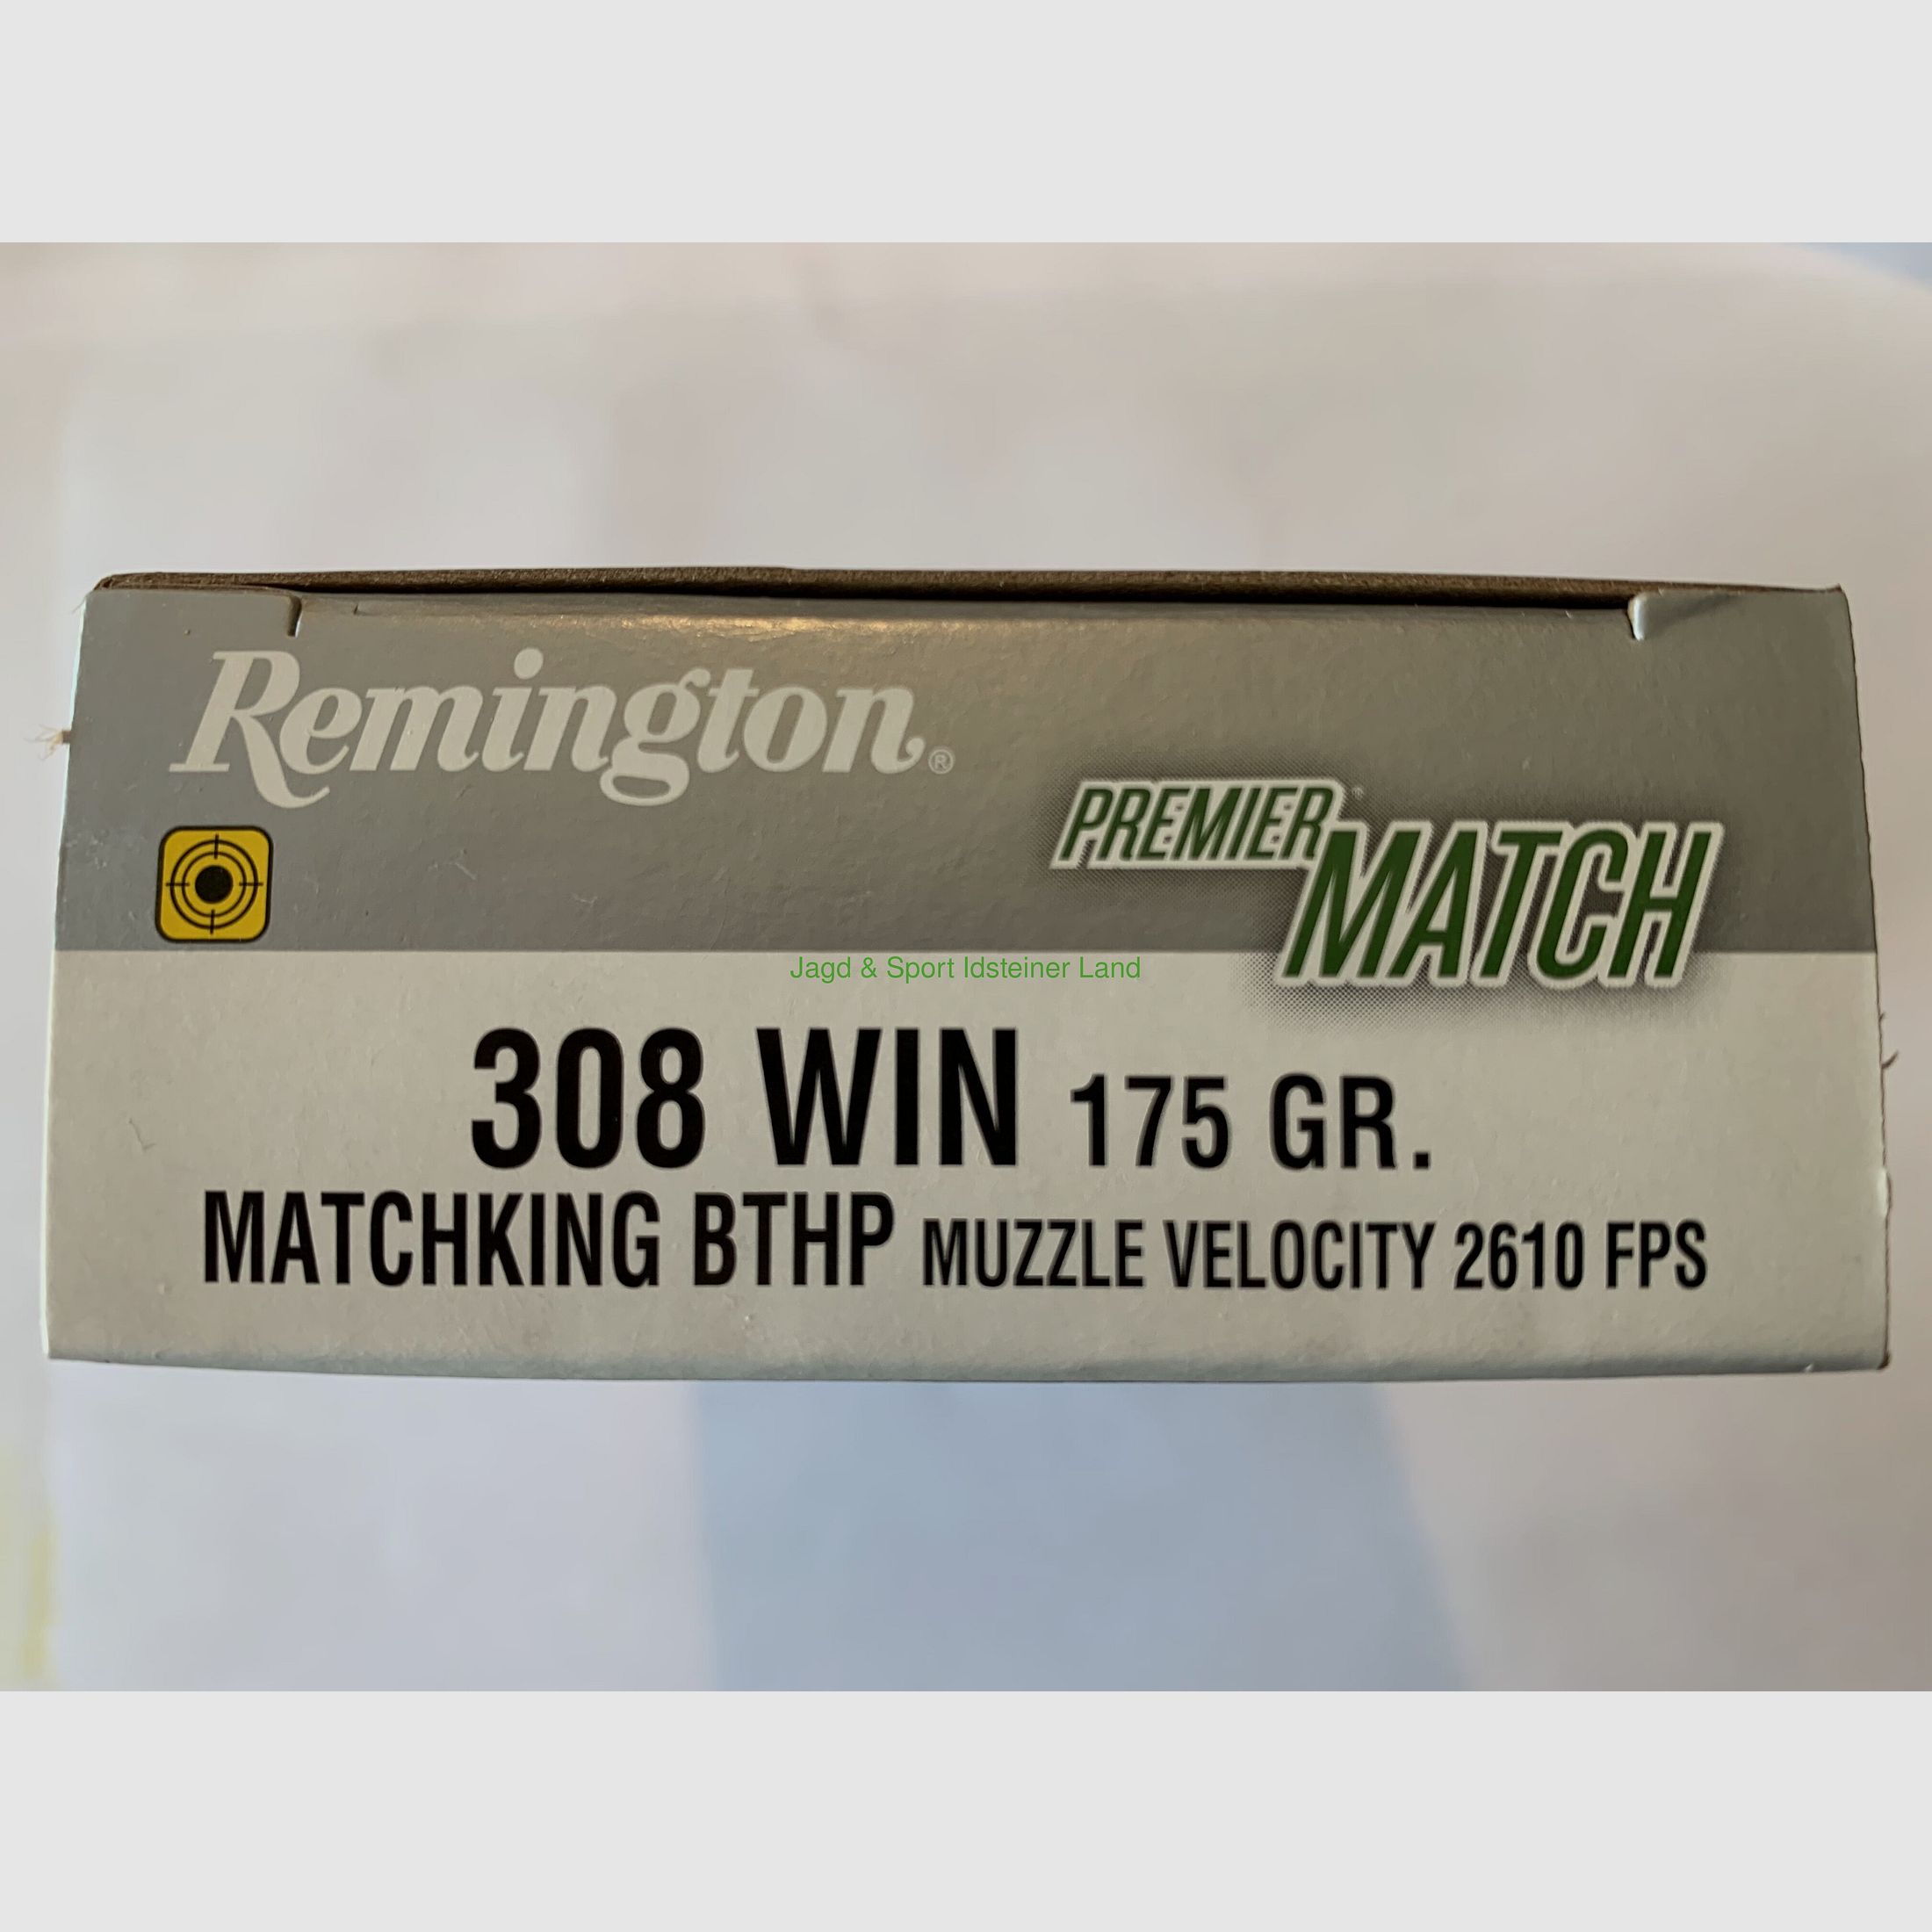 Remington®
PREMIER
MATCH
Jagd & Sport Idsteiner Land
308 WIN 175 GR.
MATCHKING BTHP MUZZLE VELOCITY 2610 FPS